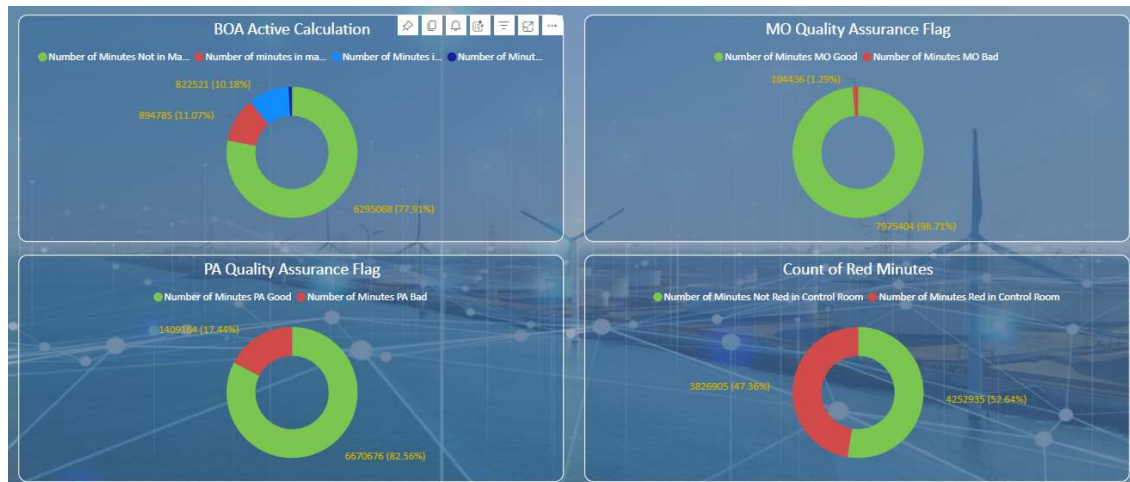 BOA Active Calculation
Number of Minutes Not in Ma... Number of minutes in ma... Number of Minutes i... Number of Minut...
822521 (10.18%)
894785 (11.07%)
6295068 (77.91%)
MO Quality Assurance Flag
Number of Minutes MO Good Number of Minutes MO Bad
104436 (1.29%)
7975404 (98.71%)
PA Quality Assurance Flag
Number of Minutes PA Good Number of Minutes PA Bad
1409164 (17.44%)
6670676 (82.56%)
Count of Red Minutes
Number of Minutes Not Red in Control Room Number of Minutes Red in Control Room
3826905 (47.36%)
4252935 (52.64%)